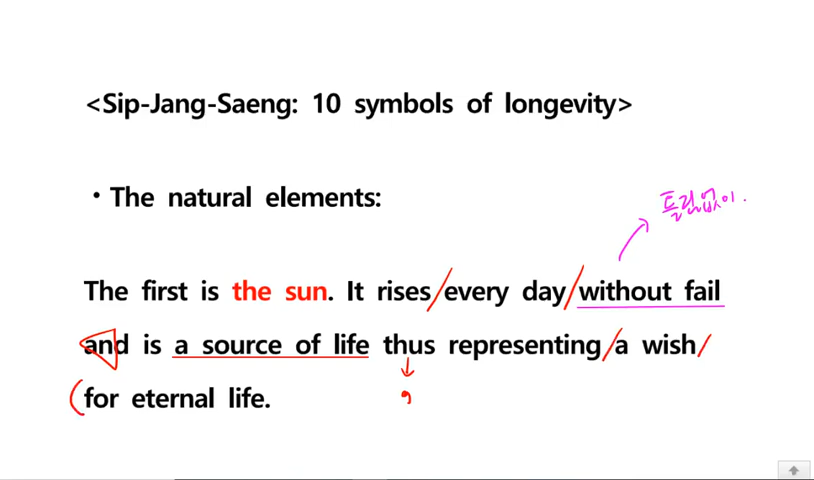 <Sip-Jang-Saeng: 10 symbols of longevity>
· The natural elements:
틀림없이.
The first is the sun. It rises/every day/without fail
and is a source of life thus representing/a wish/
(for eternal life.
,